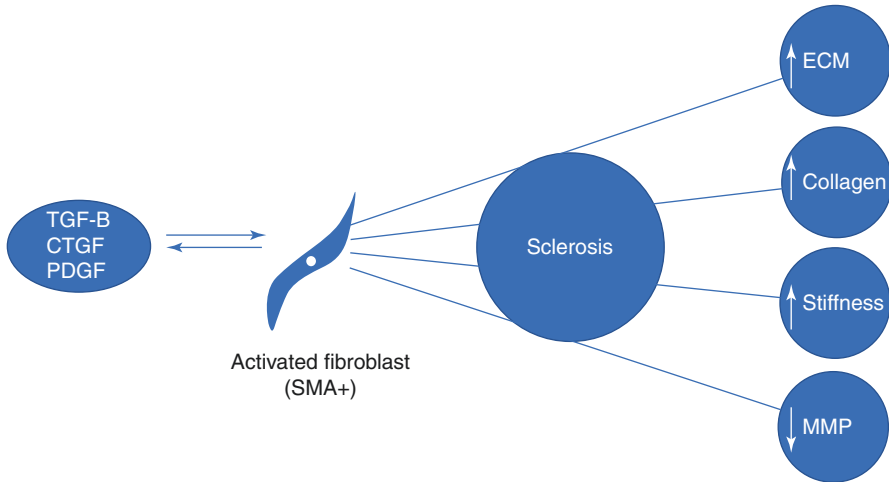 TGF-B
CTGF
PDGF
Activated fibroblast
(SMA+)
Sclerosis
ECM
Collagen
Stiffness
MMP